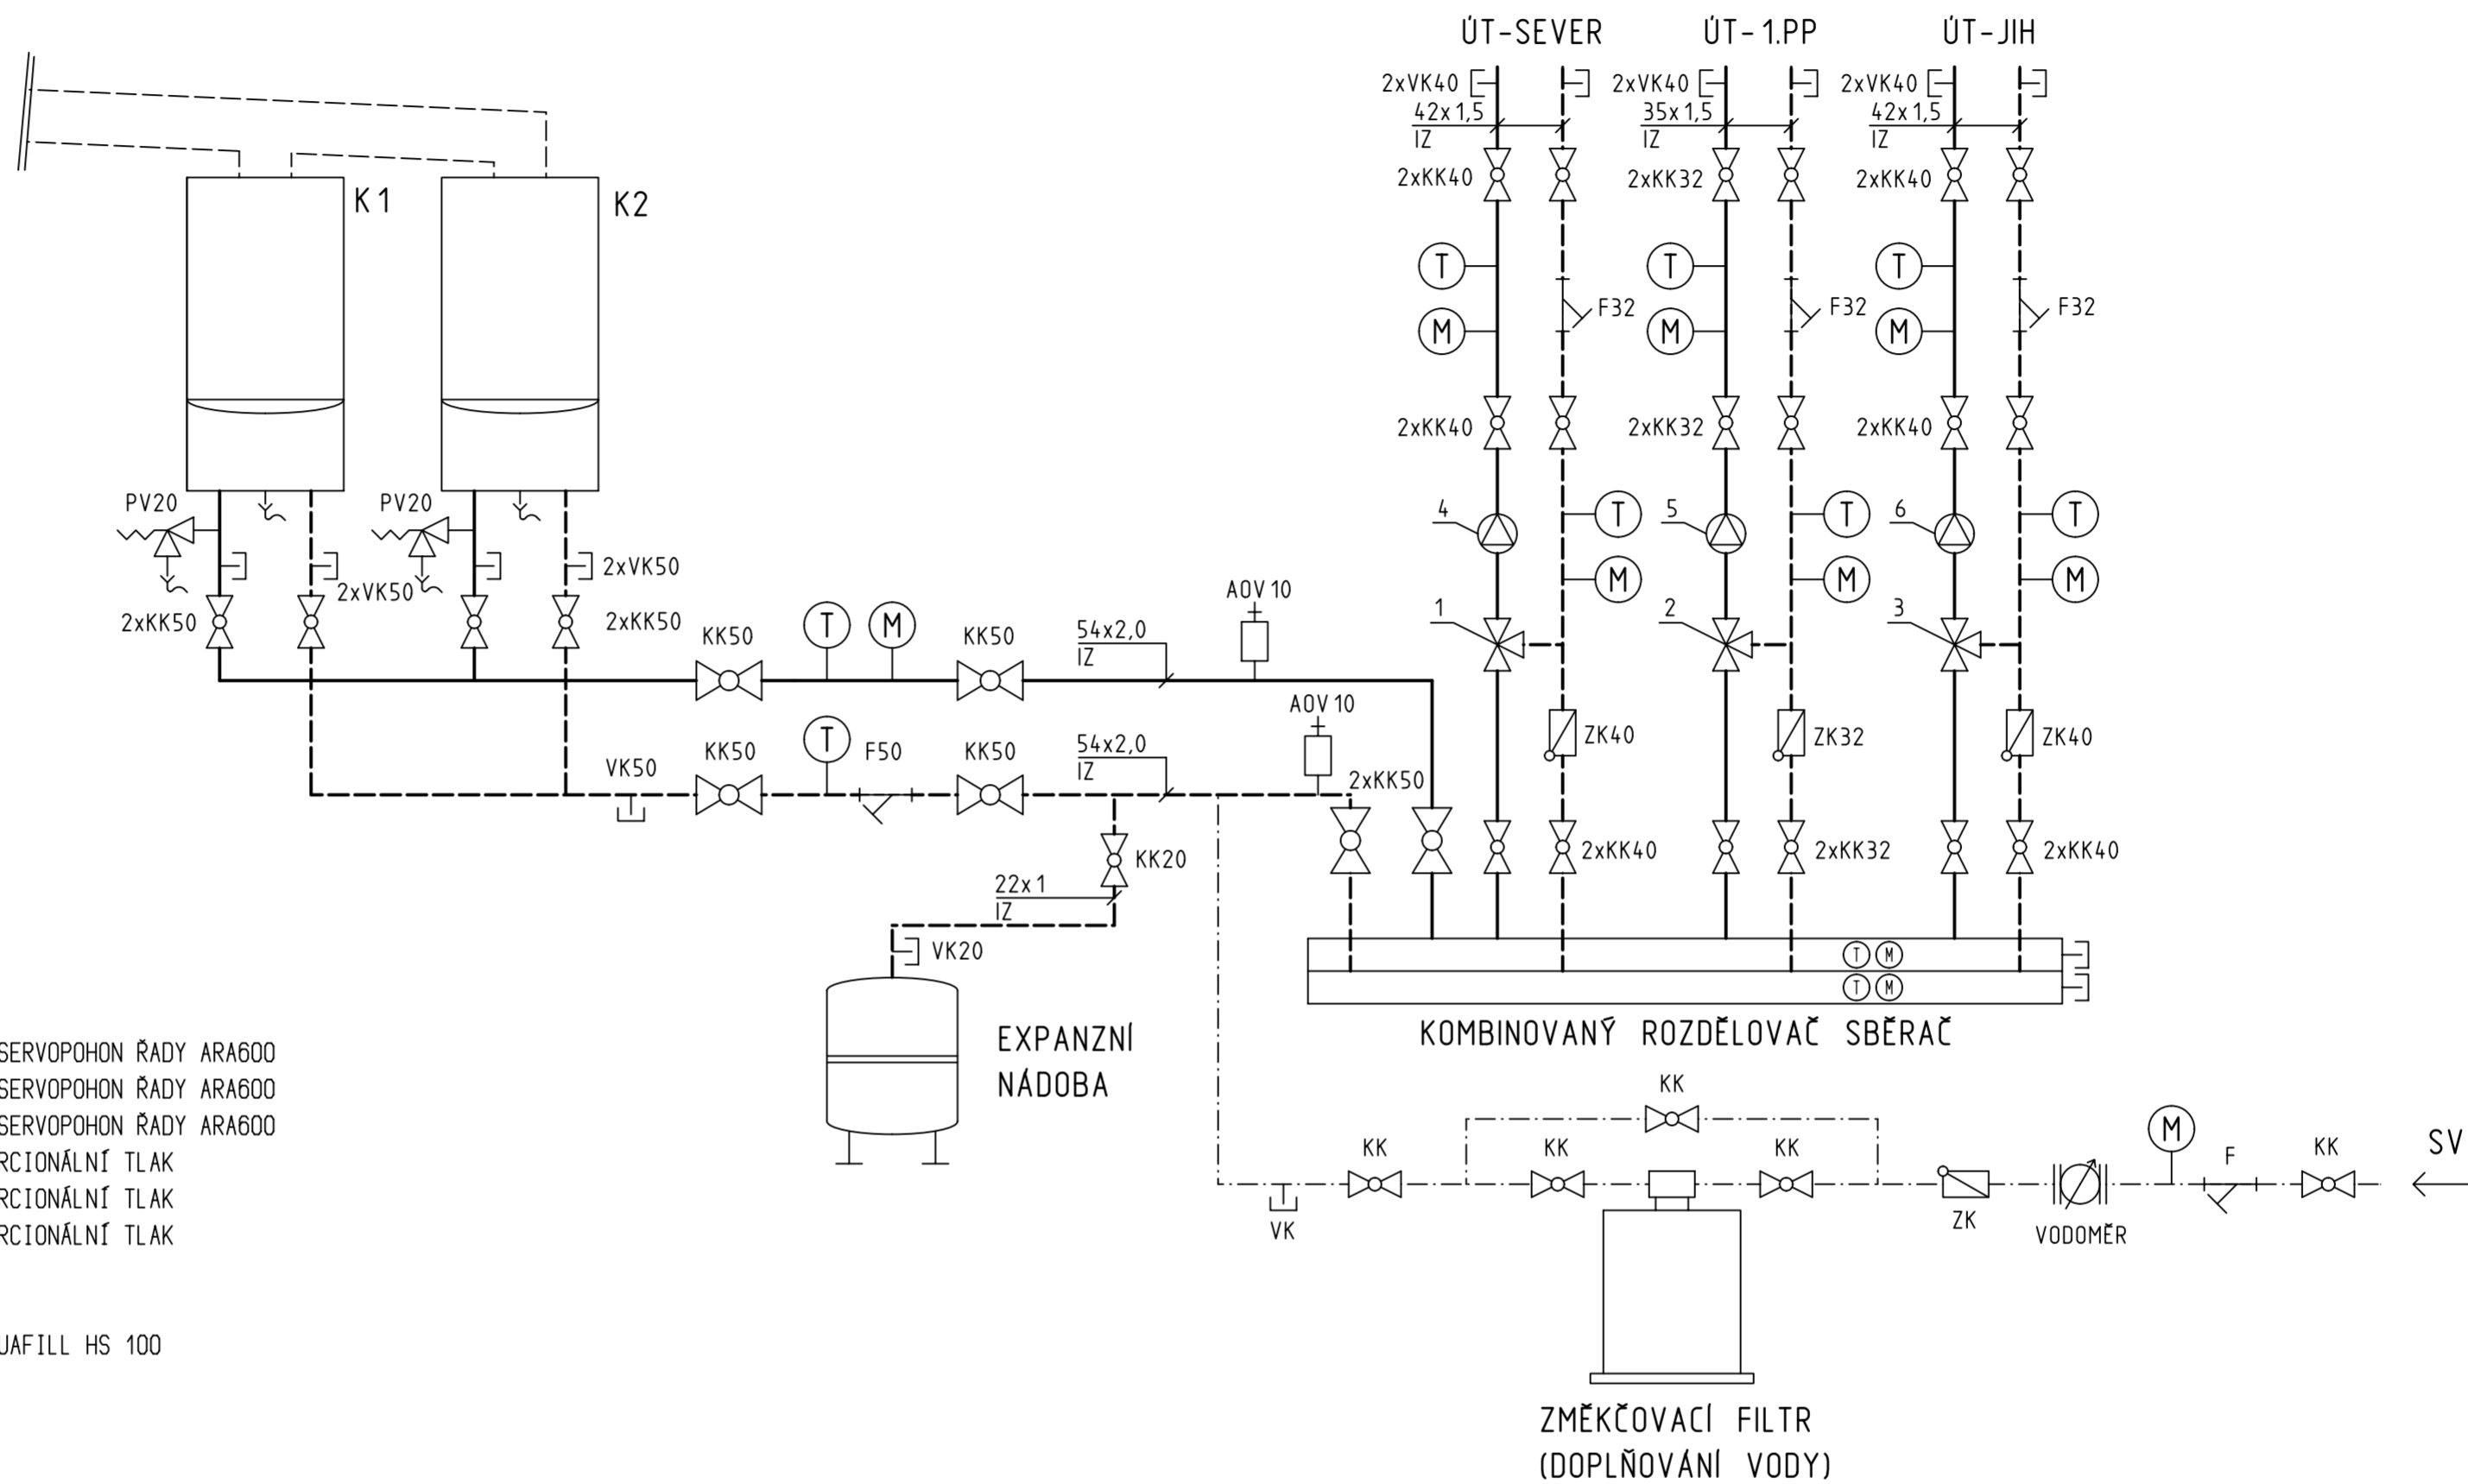 ÚT-SEVER ÚT-1.PP ÚT-JIH
2xVK40 2xVK40 2xVK40
42x1,5 35x1,5 42x1,5
IZ IZ IZ
2xKK40 2xKK32 2xKK40
K1 K2
T T T
F32 F32 F32
M M M
2xKK40 2xKK32 2xKK40
PV20 PV20
4 T 5 T 6 T
2xVK50 2xVK50
M M M
AOV10
1 2 3
2xKK50 2xKK50
T M
KK50 KK50
54x2,0
IZ
AOV10
ZK40 ZK32 ZK40
VK50 KK50 T F50 KK50
54x2,0
IZ
2xKK50
KK20
2xKK40 2xKK32 2xKK40
22x1
IZ
VK20
T M
T M
KOMBINOVANÝ ROZDĚLOVAČ SBĚRAČ
EXPANZNÍ
NÁDOBA
SERVOPOHON ŘADY ARA600
SERVOPOHON ŘADY ARA600
SERVOPOHON ŘADY ARA600
RCIONÁLNÍ TLAK
RCIONÁLNÍ TLAK
RCIONÁLNÍ TLAK
UAFILL HS 100
KK
KK KK KK M F KK SV
VK ZK VODOMĚR
ZMĚKČOVACÍ FILTR
(DOPLŇOVÁNÍ VODY)